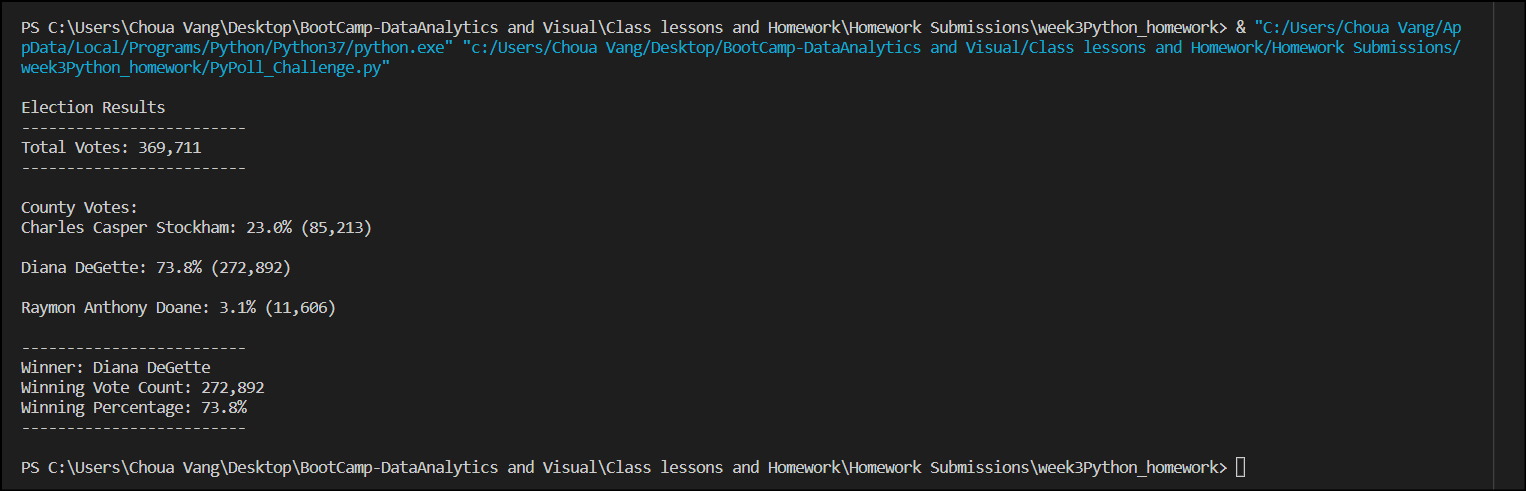 PS C:\Users\Choua Vang\Desktop\BootCamp-DataAnalytics and Visual\Class lessons and Homework\Homework Submissions\week3Python_homework> & "C:/Users/Choua Vang/Ap
pData/Local/Programs/Python/Python37/python.exe" "c:/Users/Choua Vang/Desktop/BootCamp-DataAnalytics and Visual/Class lessons and Homework/Homework Submissions/
week3Python_homework/PyPoll_Challenge.py"
Election Results
-------------------------
Total Votes: 369,711
-------------------------
County Votes:
Charles Casper Stockham: 23.0% (85,213)
Diana DeGette: 73.8% (272,892)
Raymon Anthony Doane: 3.1% (11,606)
-------------------------
Winner: Diana DeGette
Winning Vote Count: 272,892
Winning Percentage: 73.8%
-------------------------
PS C:\Users\Choua Vang\Desktop\BootCamp-DataAnalytics and Visual\Class lessons and Homework\Homework Submissions\week3Python_homework>